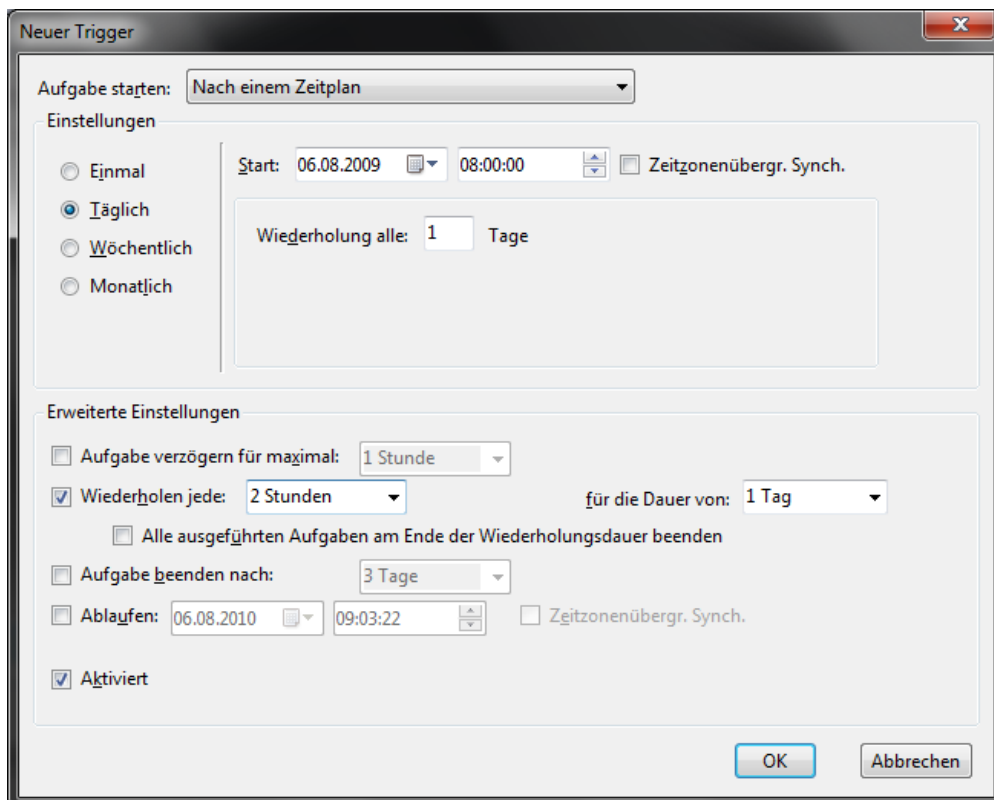 Neuer Trigger
Aufgabe starten: Nach einem Zeitplan
Einstellungen
Einmal
Täglich
Wöchentlich
Monatlich
Start: 06.08.2009 08:00:00 Zeitzonenübergr. Synch.
Wiederholung alle: 1 Tage
Erweiterte Einstellungen
Aufgabe verzögern für maximal: 1 Stunde
Wiederholen jede: 2 Stunden für die Dauer von: 1 Tag
Alle ausgeführten Aufgaben am Ende der Wiederholungsdauer beenden
Aufgabe beenden nach: 3 Tage
Ablaufen: 06.08.2010 09:03:22 Zeitzonenübergr. Synch.
Aktiviert
OK Abbrechen